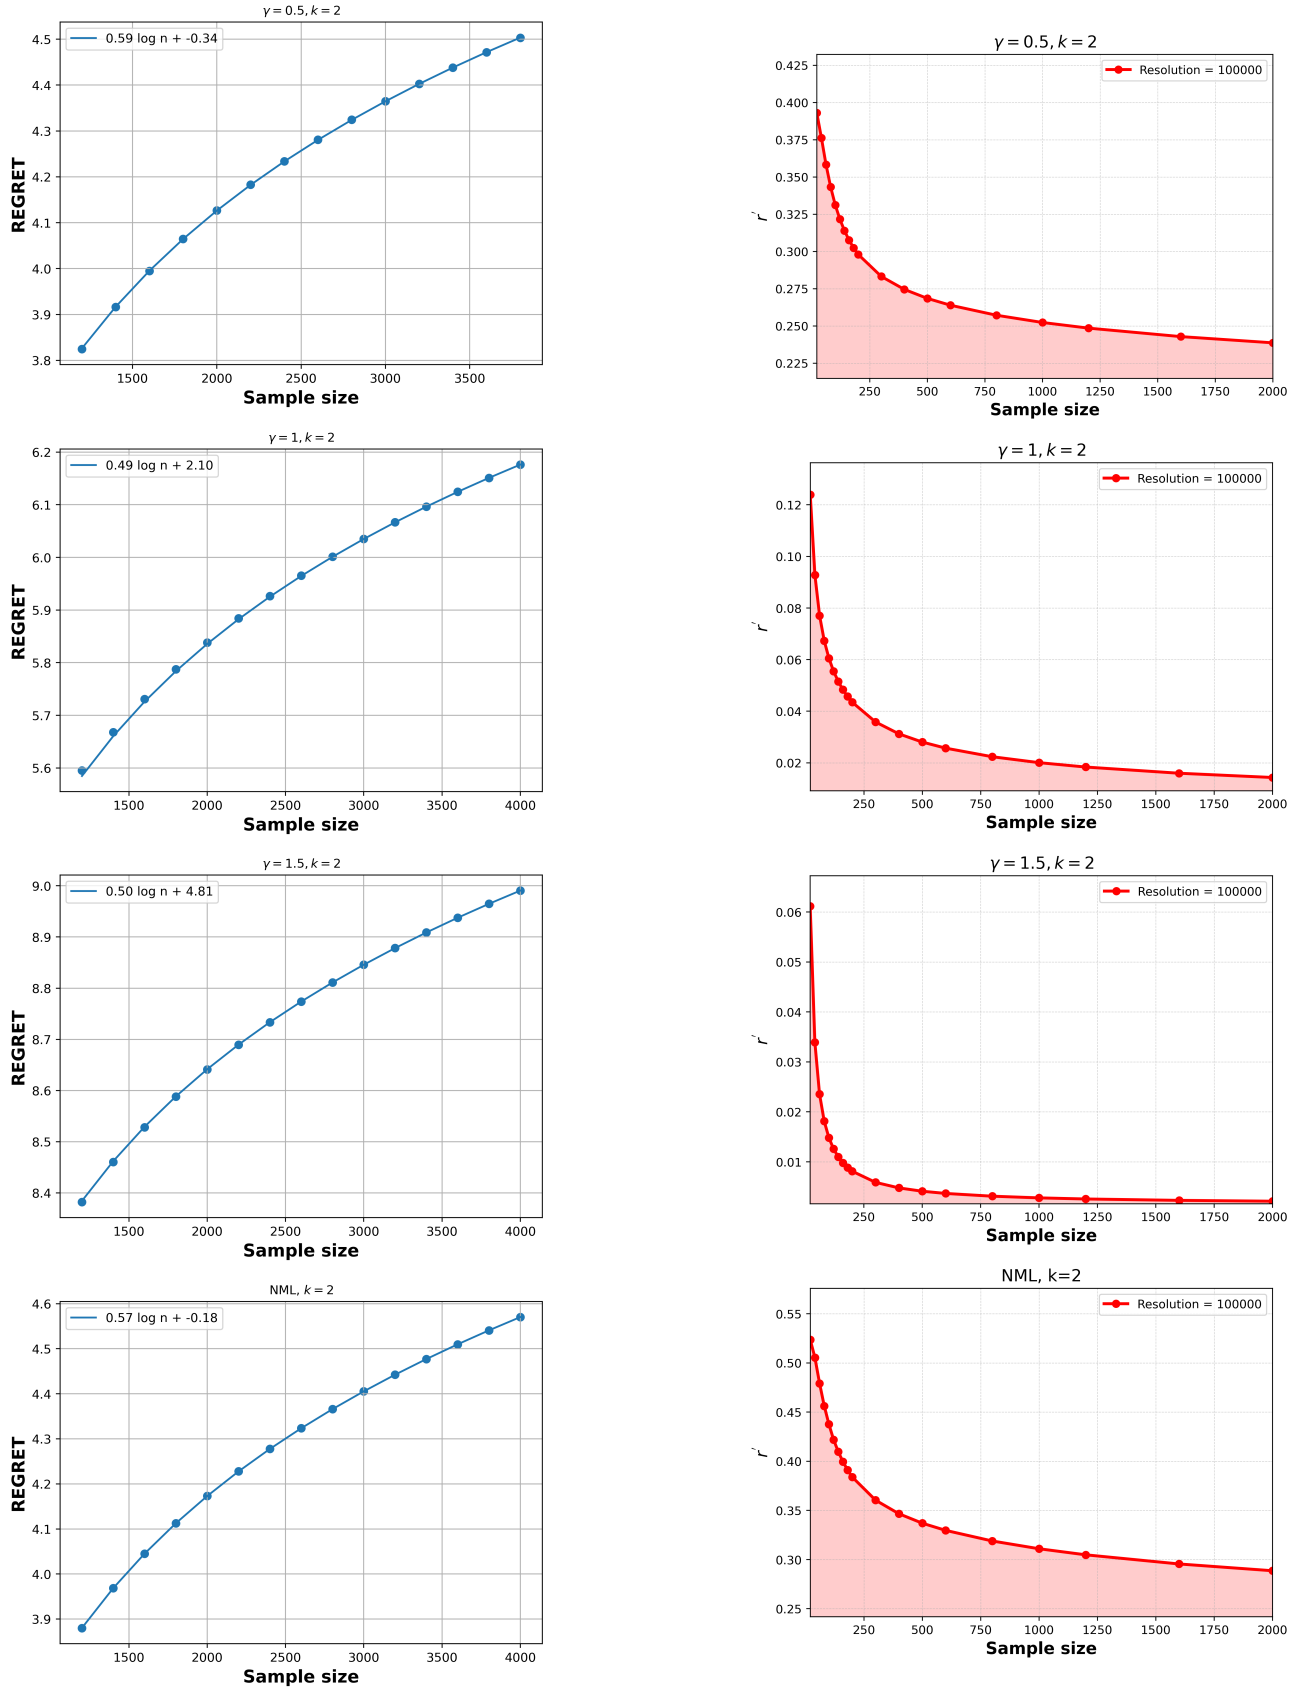 γ = 0.5, k = 2
0.59 log n + -0.34
REGRET
4.5
4.4
4.3
4.2
4.1
4.0
3.9
3.8
1500 2000 2500 3000 3500
Sample size
γ = 0.5, k = 2
Resolution = 100000
r′
0.425
0.400
0.375
0.350
0.325
0.300
0.275
0.250
0.225
250 500 750 1000 1250 1500 1750 2000
Sample size
γ = 1, k = 2
0.49 log n + 2.10
REGRET
6.2
6.1
6.0
5.9
5.8
5.7
5.6
1500 2000 2500 3000 3500 4000
Sample size
γ = 1, k = 2
Resolution = 100000
r′
0.12
0.10
0.08
0.06
0.04
0.02
250 500 750 1000 1250 1500 1750 2000
Sample size
γ = 1.5, k = 2
0.50 log n + 4.81
REGRET
9.0
8.9
8.8
8.7
8.6
8.5
8.4
1500 2000 2500 3000 3500 4000
Sample size
γ = 1.5, k = 2
Resolution = 100000
r′
0.06
0.05
0.04
0.03
0.02
0.01
250 500 750 1000 1250 1500 1750 2000
Sample size
NML, k = 2
0.57 log n + -0.18
REGRET
4.6
4.5
4.4
4.3
4.2
4.1
4.0
3.9
1500 2000 2500 3000 3500 4000
Sample size
NML, k=2
Resolution = 100000
r′
0.55
0.50
0.45
0.40
0.35
0.30
0.25
250 500 750 1000 1250 1500 1750 2000
Sample size